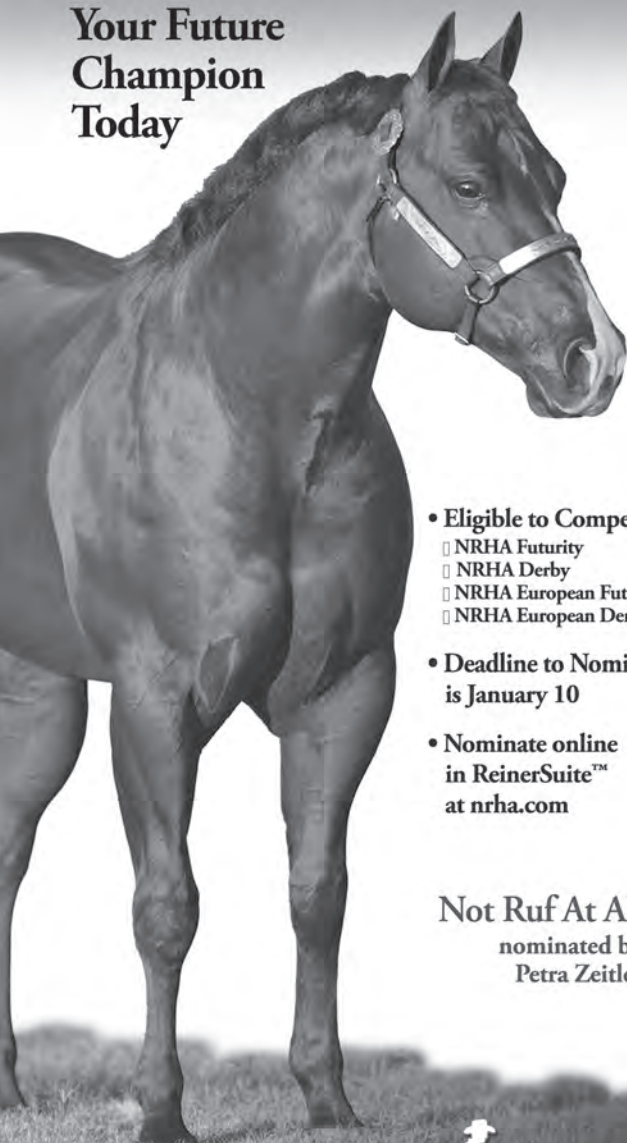 Your Future
Champion
Today
• Eligible to Compe
▯ NRHA Futurity
▯ NRHA Derby
▯ NRHA European Fut
▯ NRHA European Der
• Deadline to Nomi
is January 10
• Nominate online
in ReinerSuite™
at nrha.com
Not Ruf At A
nominated b
Petra Zeitl